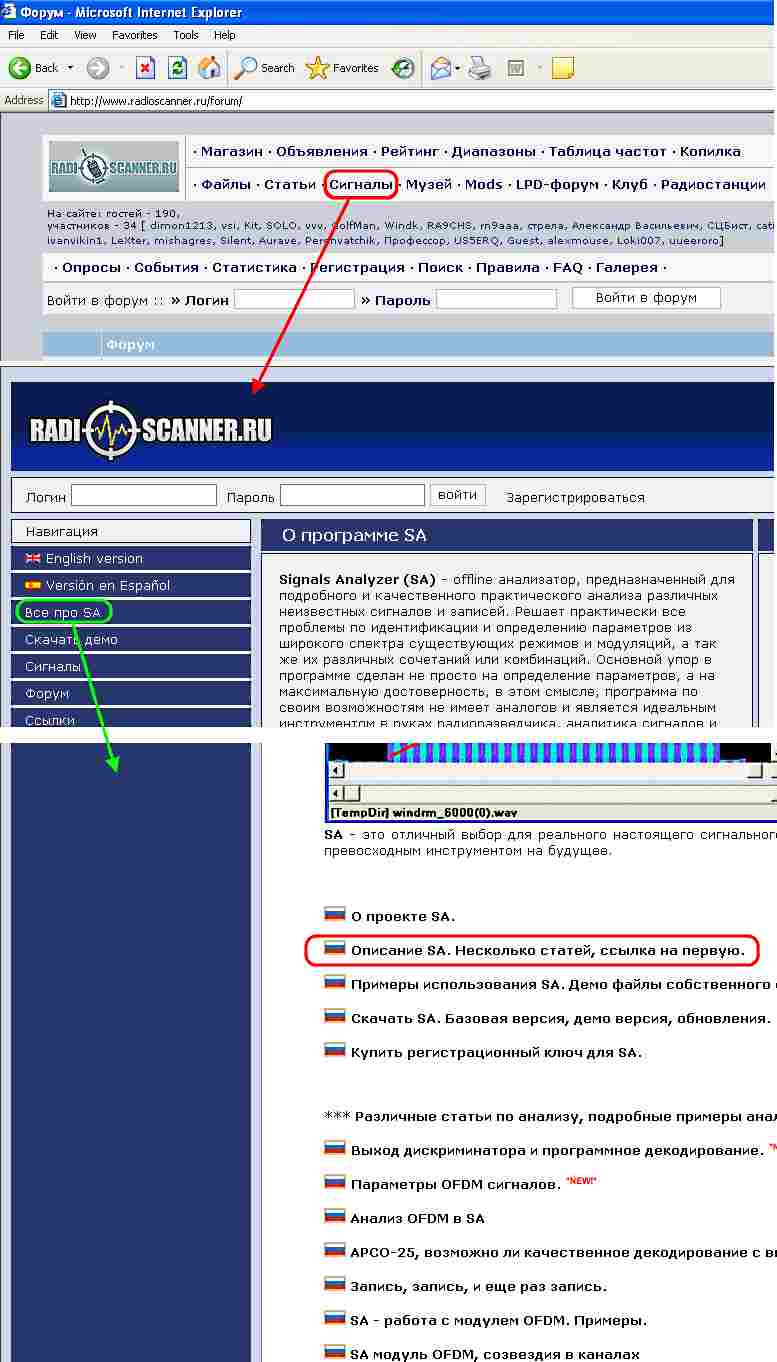 Форум - Microsoft Internet Explorer
File Edit View Favorites Tools Help
Back Search Favorites
Address http://www.radioscanner.ru/forum/
RADIOSCANNER.RU
· Магазин · Объявления · Рейтинг · Диапазоны · Таблица частот · Копилка
· Файлы · Статьи · Сигналы · Музей · Mods · LPD-форум · Клуб · Радиостанции
На сайте: гостей - 190,
участников - 34 [ dimon1213, vsi, Kit, SOLO, vvv, GolfMan, Windk, RA9CHS, rn9aaa, стрела, Александр Васильевич, СЦБист,
ivanvikin1, LeXter, mishagres, Silent, Aurave, Pershvatchik, Профессор, US5ERQ, Guest, alexmouse, Loki007, uueeroro]
· Опросы · События · Статистика · Регистрация · Поиск · Правила · FAQ · Галерея ·
Войти в форум :: » Логин » Пароль Войти в форум
Форум
RADIOSCANNER.RU
Логин Пароль войти Зарегистрироваться
Навигация
English version
Versión en Español
Все про SA
Скачать демо
Сигналы
Форум
Ссылки
О программе SA
Signals Analyzer (SA) - offline анализатор, предназначенный для
подробного и качественного практического анализа различных
неизвестных сигналов и записей. Решает практически все
проблемы по идентификации и определению параметров из
широкого спектра существующих режимов и модуляций, а так
же их различных сочетаний или комбинаций. Основной упор в
программе сделан не просто на определение параметров, а на
максимальную достоверность, в этом смысле, программа по
своим возможностям не имеет аналогов и является идеальным
инструментом в руках радиоразведчика, аналитика сигналов и
[TempDir] windrm_6000(0).wav
SA - это отличный выбор для реального настоящего сигнального
превосходным инструментом на будущее.
О проекте SA.
Описание SA. Несколько статей, ссылка на первую.
Примеры использования SA. Демо файлы собственного
Скачать SA. Базовая версия, демо версия, обновления.
Купить регистрационный ключ для SA.
*** Различные статьи по анализу, подробные примеры
Выход дискриминатора и программное декодирование.
Параметры OFDM сигналов. *NEW!*
Анализ OFDM в SA
APCO-25, возможно ли качественное декодирование с
Запись, запись, и еще раз запись.
SA - работа с модулем OFDM. Примеры.
SA модуль OFDM, созвездия в каналах